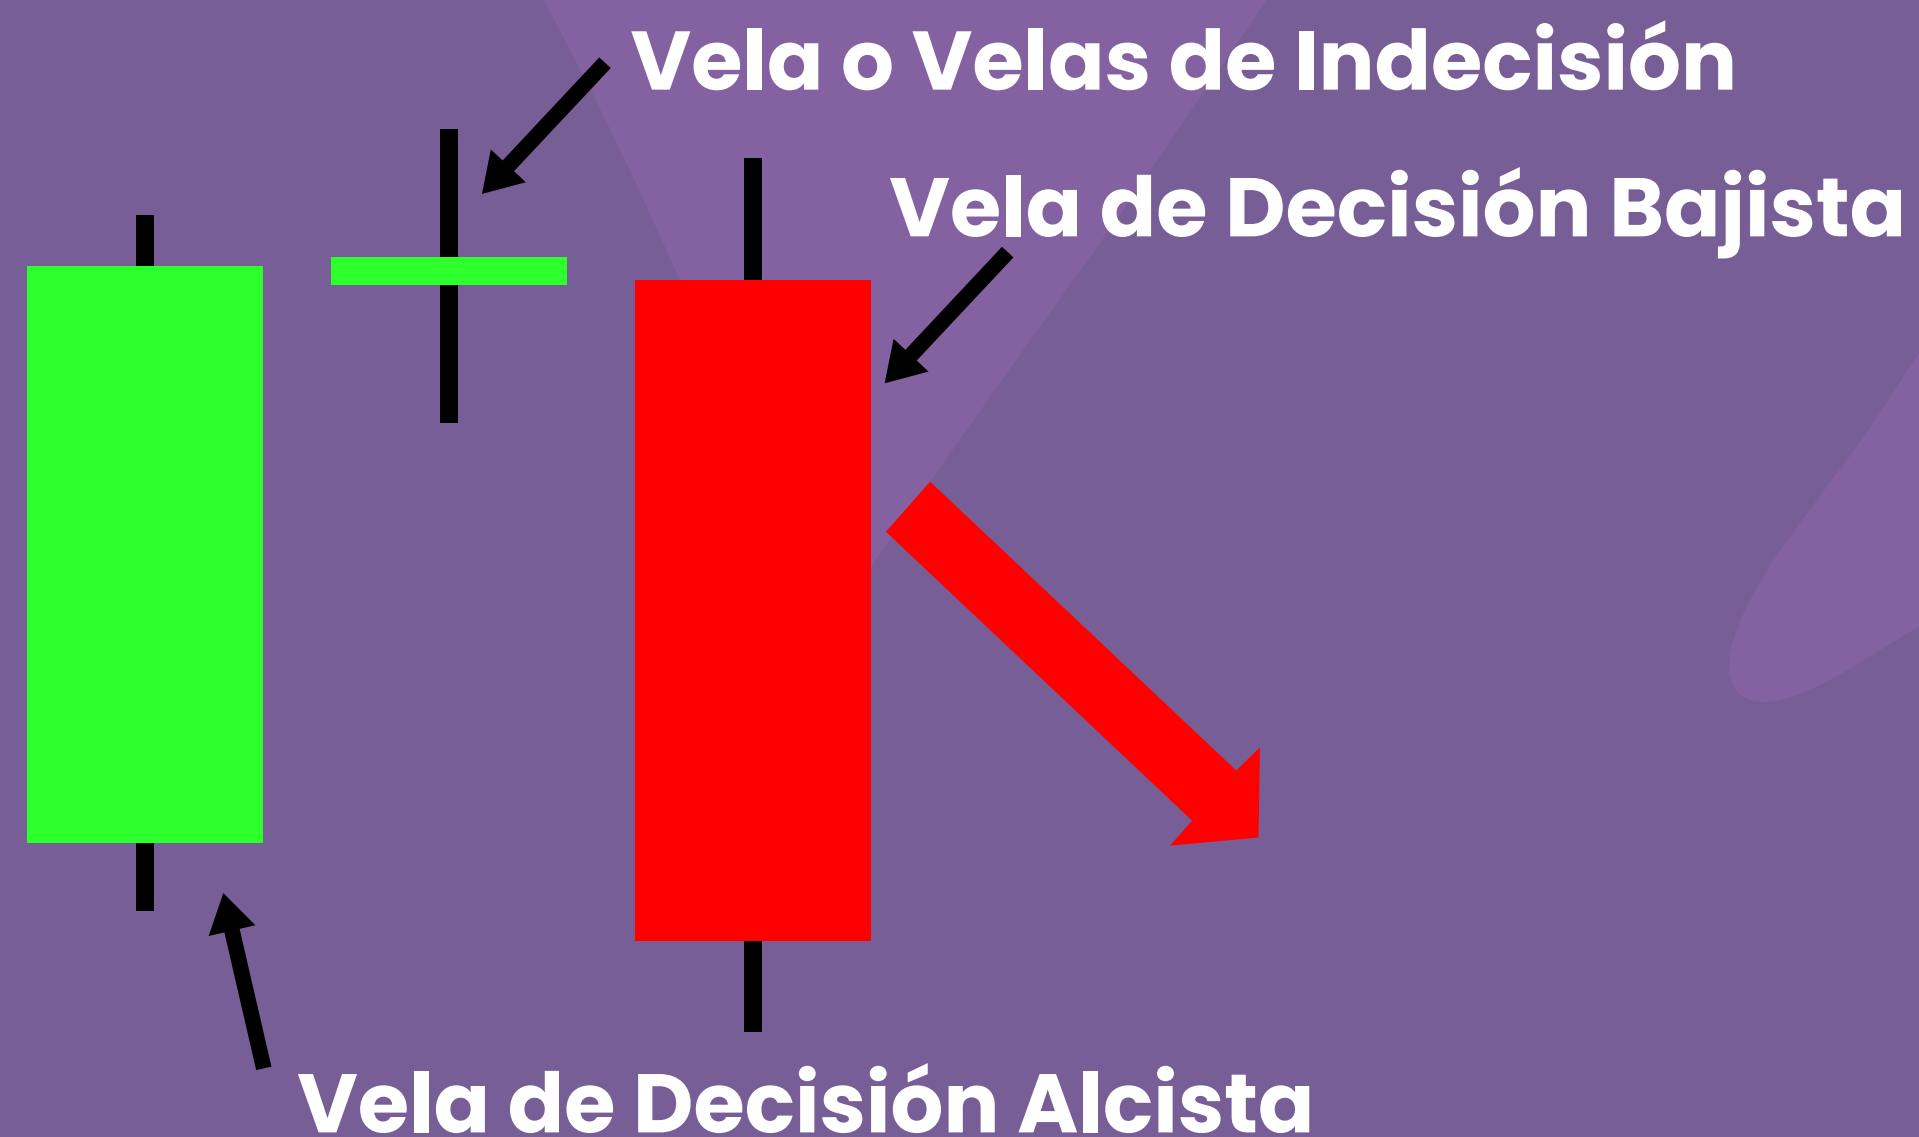 Vela o Velas de Indecisión
Vela de Decisión Bajista
Vela de Decisión Alcista